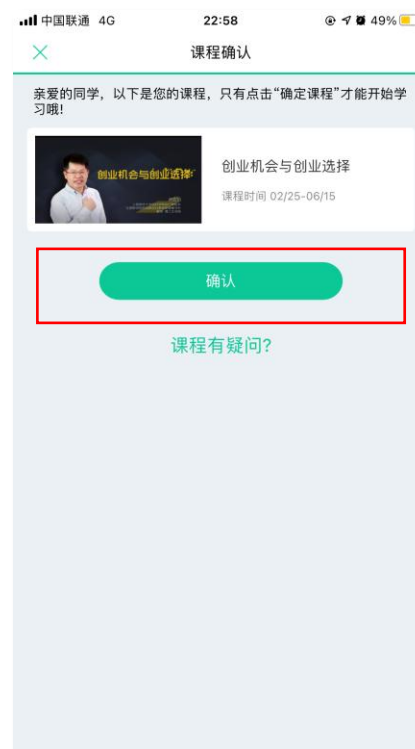 中国联通 4G 22:58 49%
课程确认
亲爱的同学，以下是您的课程，只有点击“确定课程”才能开始学
习哦!
创业机会与创业选择
创业机会与创业选择
课程时间 02/25-06/15
确认
课程有疑问?